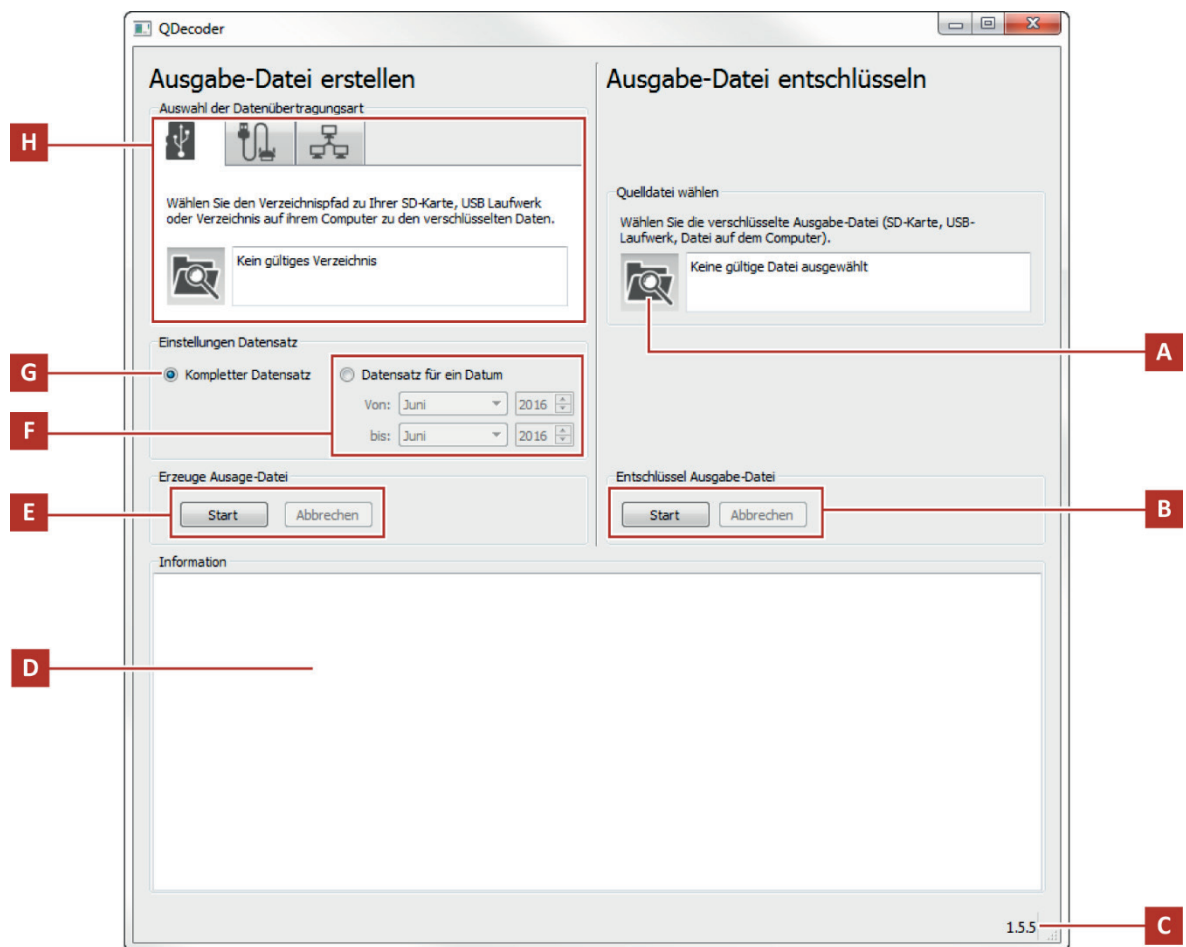 QDecoder
Ausgabe-Datei erstellen
Auswahl der Datenübertragungsart
H
Wählen Sie den Verzeichnispfad zu Ihrer SD-Karte, USB Laufwerk
oder Verzeichnis auf ihrem Computer zu den verschlüsselten Daten.
Kein gültiges Verzeichnis
Einstellungen Datensatz
G
Kompletter Datensatz
Datensatz für ein Datum
Von: Juni 2016
F
bis: Juni 2016
Erzeuge Ausage-Datei
E
Start Abbrechen
Ausgabe-Datei entschlüsseln
Quelldatei wählen
Wählen Sie die verschlüsselte Ausgabe-Datei (SD-Karte, USB-
Laufwerk, Datei auf dem Computer).
Keine gültige Datei ausgewählt
A
Entschlüssel Ausgabe-Datei
Start Abbrechen
B
Information
D
1.5.5
C